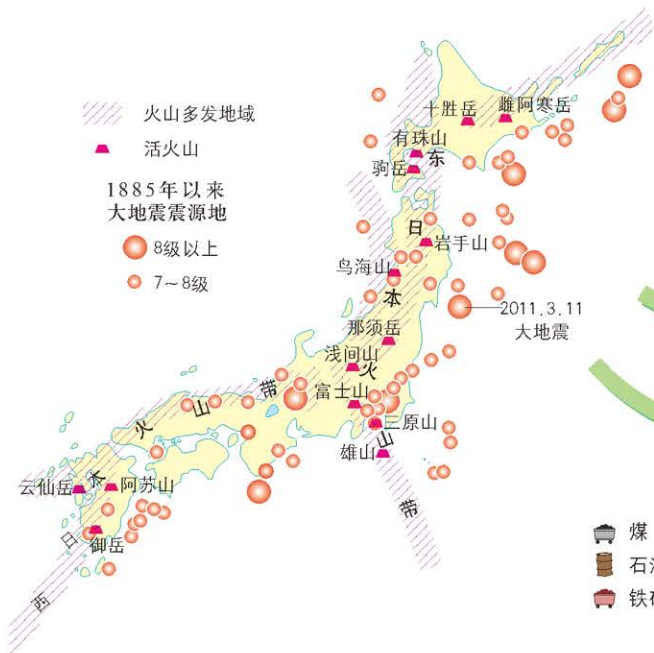 火山多发地域
活火山
1885年以来
大地震震源地
8级以上
7~8级
十胜岳
雌阿寒岳
有珠山
驹岳
东日本火山带
岩手山
鸟海山
2011.3.11
大地震
那须岳
浅间山
富士山
三原山
雄山
西日本火山带
云仙岳
阿苏山
御岳
煤
石
铁